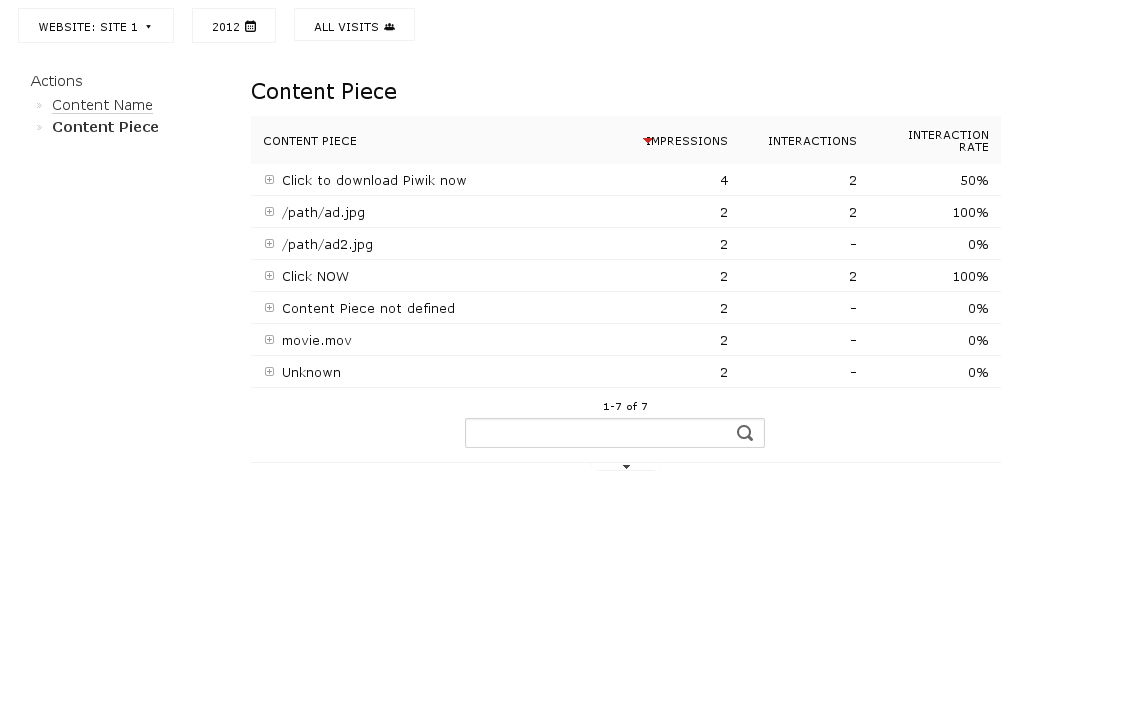 WEBSITE: SITE 1 2012 ALL VISITS
Actions
Content Name
Content Piece
Content Piece
CONTENT PIECE IMPRESSIONS INTERACTIONS INTERACTION RATE
Click to download Piwik now 4 2 50%
/path/ad.jpg 2 2 100%
/path/ad2.jpg 2 - 0%
Click NOW 2 2 100%
Content Piece not defined 2 - 0%
movie.mov 2 - 0%
Unknown 2 - 0%
1-7 of 7